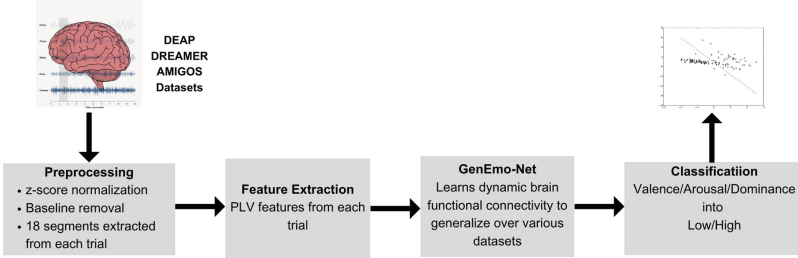 DEAP
DREAMER
AMIGOS
Datasets
Preprocessing
• z-score normalization
• Baseline removal
• 18 segments extracted
from each trial
Feature Extraction
PLV features from each
trial
GenEmo-Net
Learns dynamic brain
functional connectivity to
generalize over various
datasets
Classificatiion
Valence/Arousal/Dominance
into
Low/High